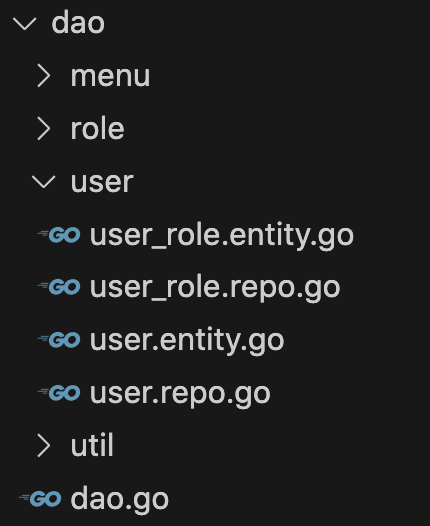 dao
menu
role
user
GO user_role.entity.go
GO user_role.repo.go
GO user.entity.go
GO user.repo.go
util
GO dao.go